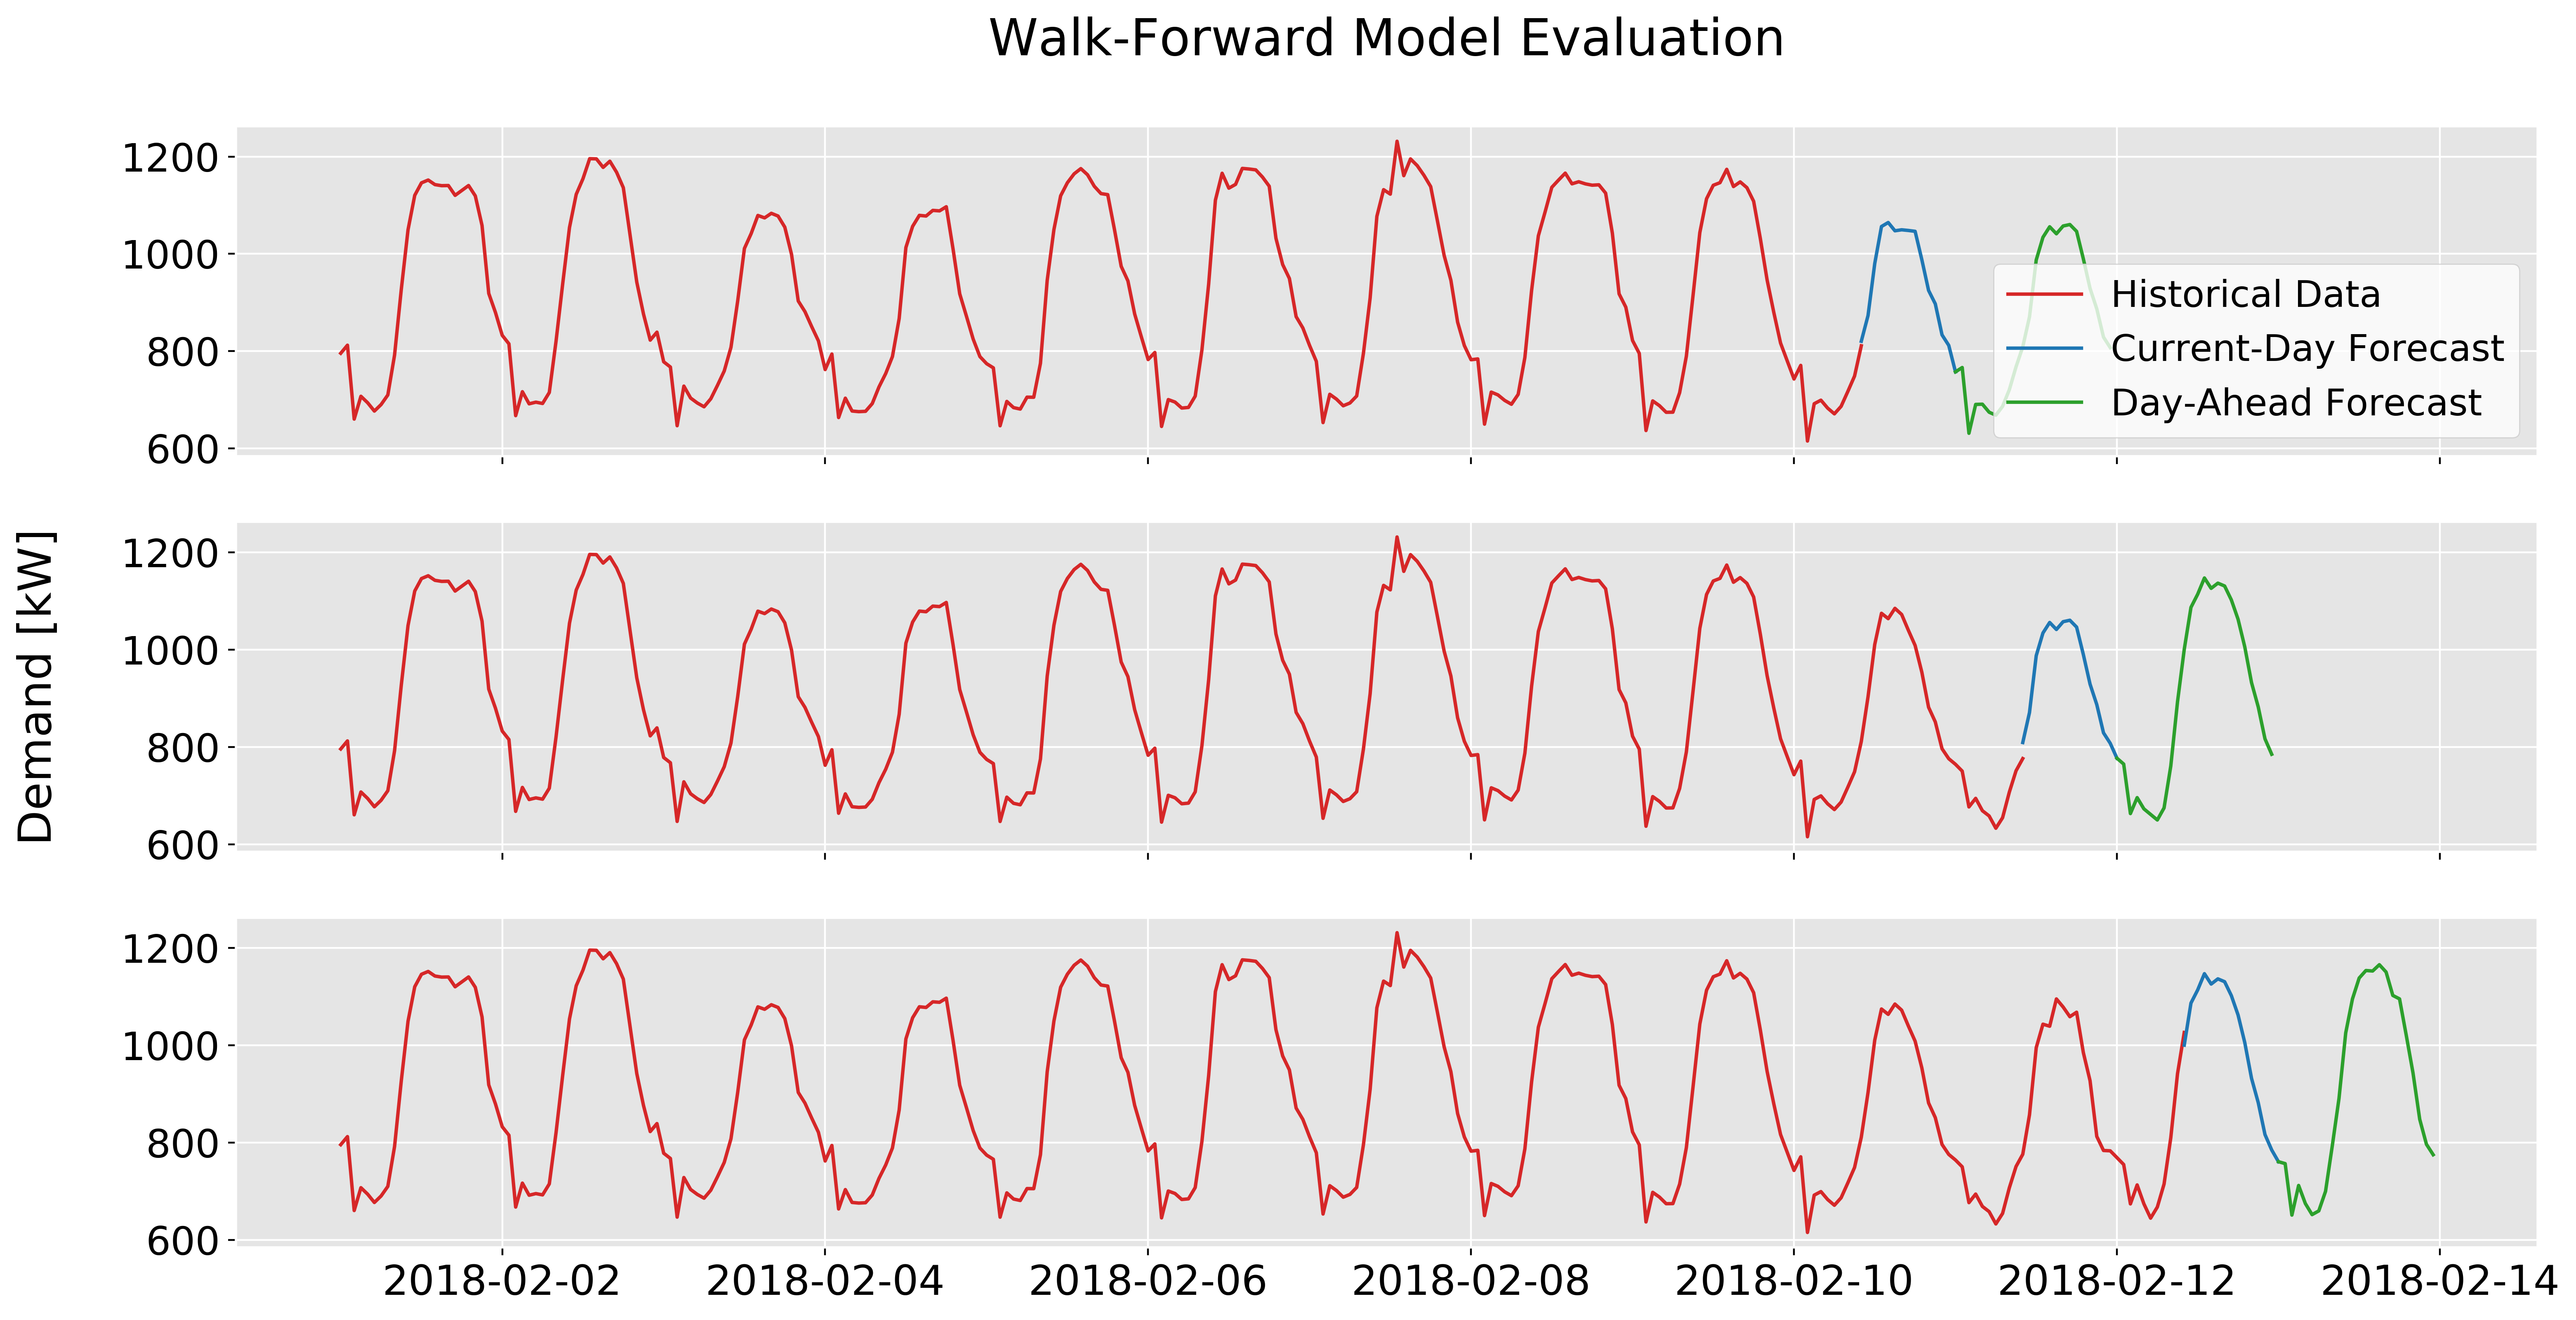 Walk-Forward Model Evaluation
1200
1000
800
600
Historical Data
Current-Day Forecast
Day-Ahead Forecast
Demand [kW]
1200
1000
800
600
1200
1000
800
600
2018-02-02 2018-02-04 2018-02-06 2018-02-08 2018-02-10 2018-02-12 2018-02-14